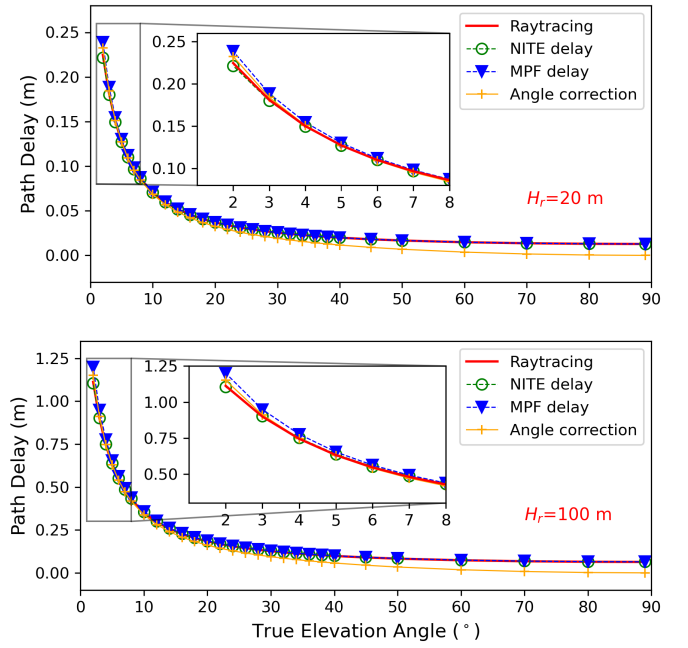 Raytracing
NITE delay
MPF delay
Angle correction
0.25
0.20
0.15
0.10
0.05
0.00
Path Delay (m)
0.25
0.20
0.15
0.10
2 3 4 5 6 7 8
H_r=20 m
0 10 20 30 40 50 60 70 80 90
Raytracing
NITE delay
MPF delay
Angle correction
1.25
1.00
0.75
0.50
0.25
0.00
Path Delay (m)
1.25
1.00
0.75
0.50
2 3 4 5 6 7 8
H_r=100 m
0 10 20 30 40 50 60 70 80 90
True Elevation Angle (°)